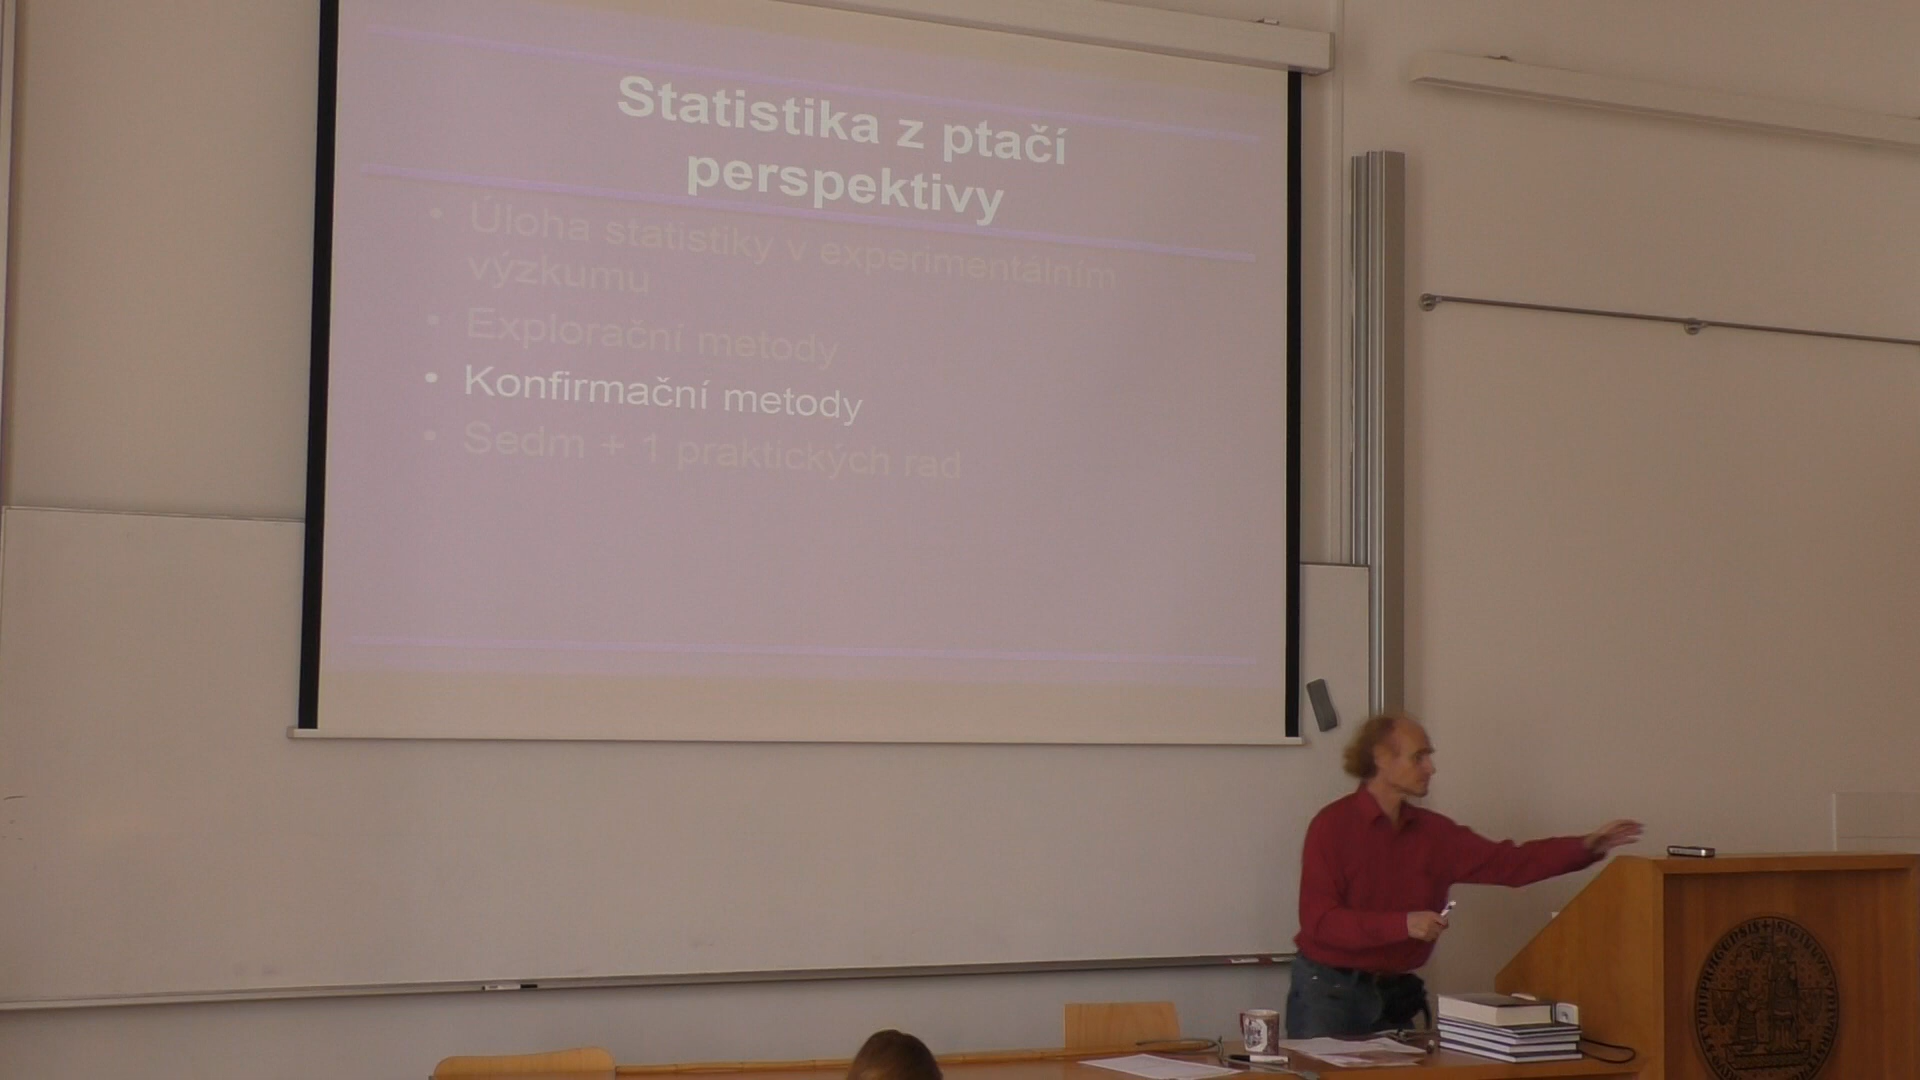 Statistika z ptačí
perspektivy
• Úloha statistiky v experimentálním
výzkumu
• Explorační metody
• Konfirmační metody
• Sedm + 1 praktických rad